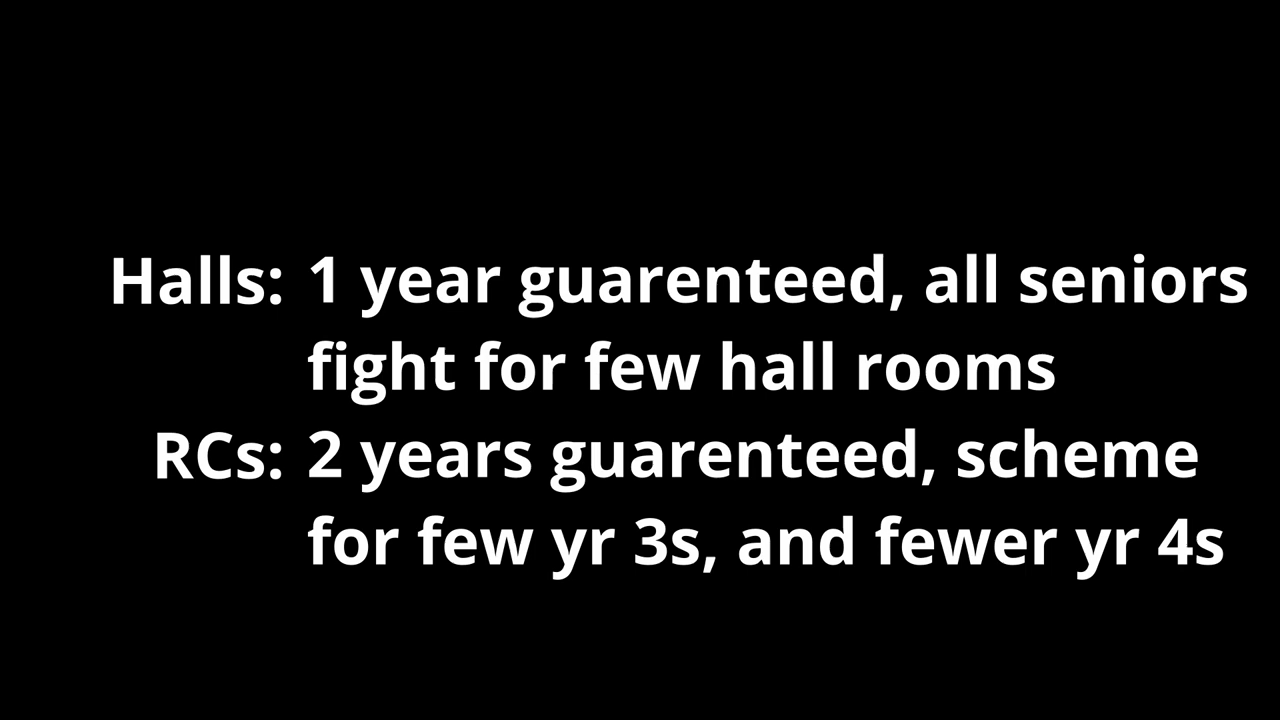 Halls: 1 year guarenteed, all seniors
fight for few hall rooms
RCs: 2 years guarenteed, scheme
for few yr 3s, and fewer yr 4s